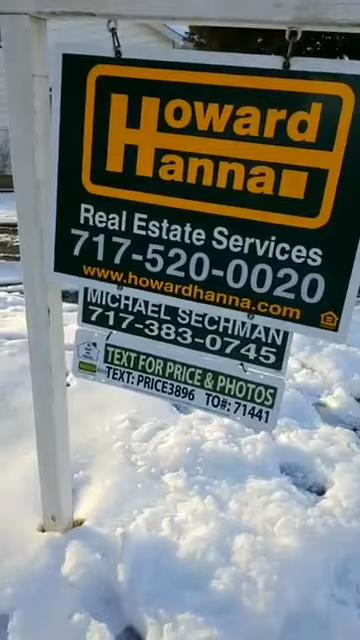 Howard
Hanna
Real Estate Services
717-520-0020
www.howardhanna.com
MICHAEL SECHMAN
717-383-0745
TEXT FOR PRICE & PHOTOS
TEXT: PRICE3896 TO#: 71441